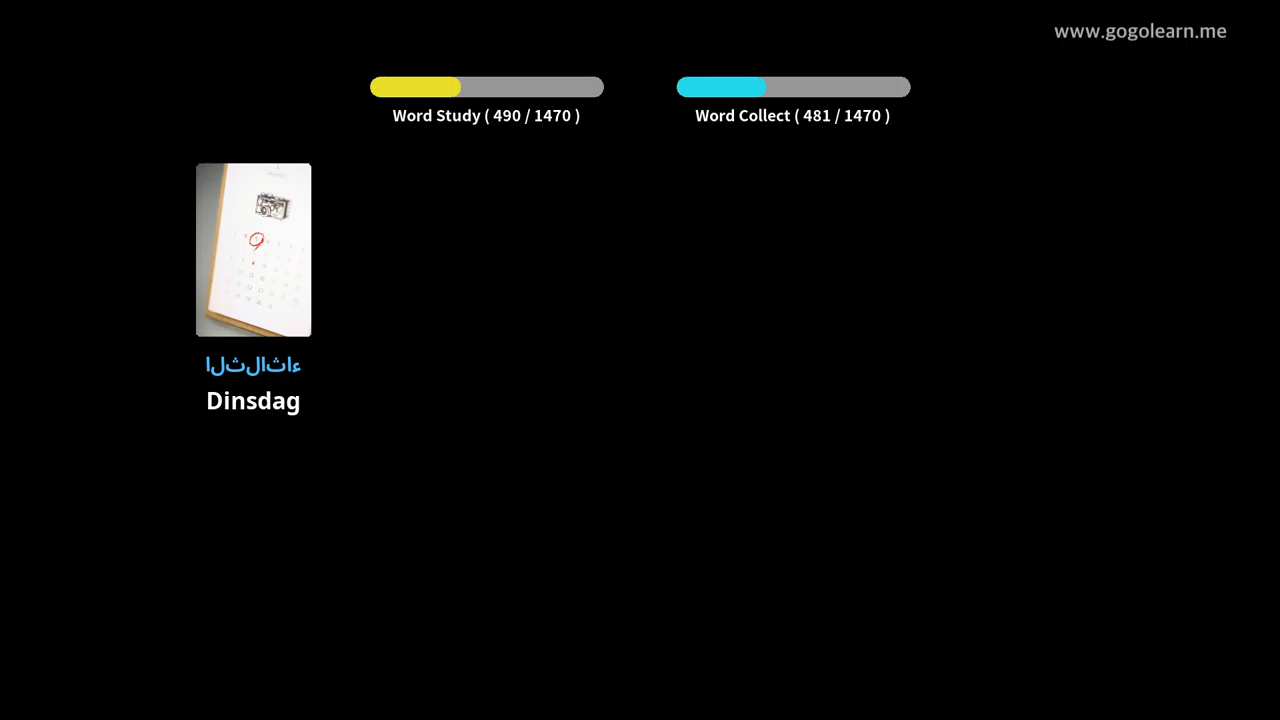 www.gogolearn.me
Word Study ( 490 / 1470 )
Word Collect ( 481 / 1470 )
الثلاثاء
Dinsdag